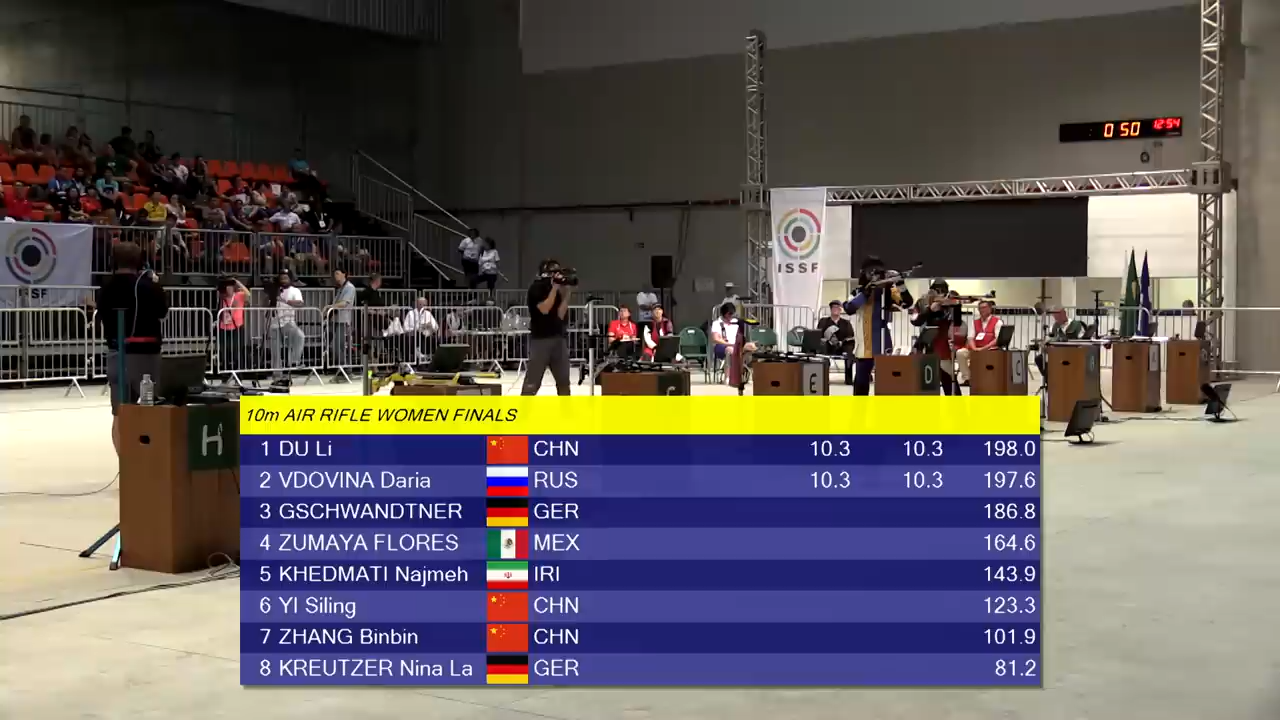 0 50 12:54
ISSF
ISSF
E
D
C
H
10m AIR RIFLE WOMEN FINALS
1 DU Li CHN 10.3 10.3 198.0
2 VDOVINA Daria RUS 10.3 10.3 197.6
3 GSCHWANDTNER GER 186.8
4 ZUMAYA FLORES MEX 164.6
5 KHEDMATI Najmeh IRI 143.9
6 YI Siling CHN 123.3
7 ZHANG Binbin CHN 101.9
8 KREUTZER Nina La GER 81.2